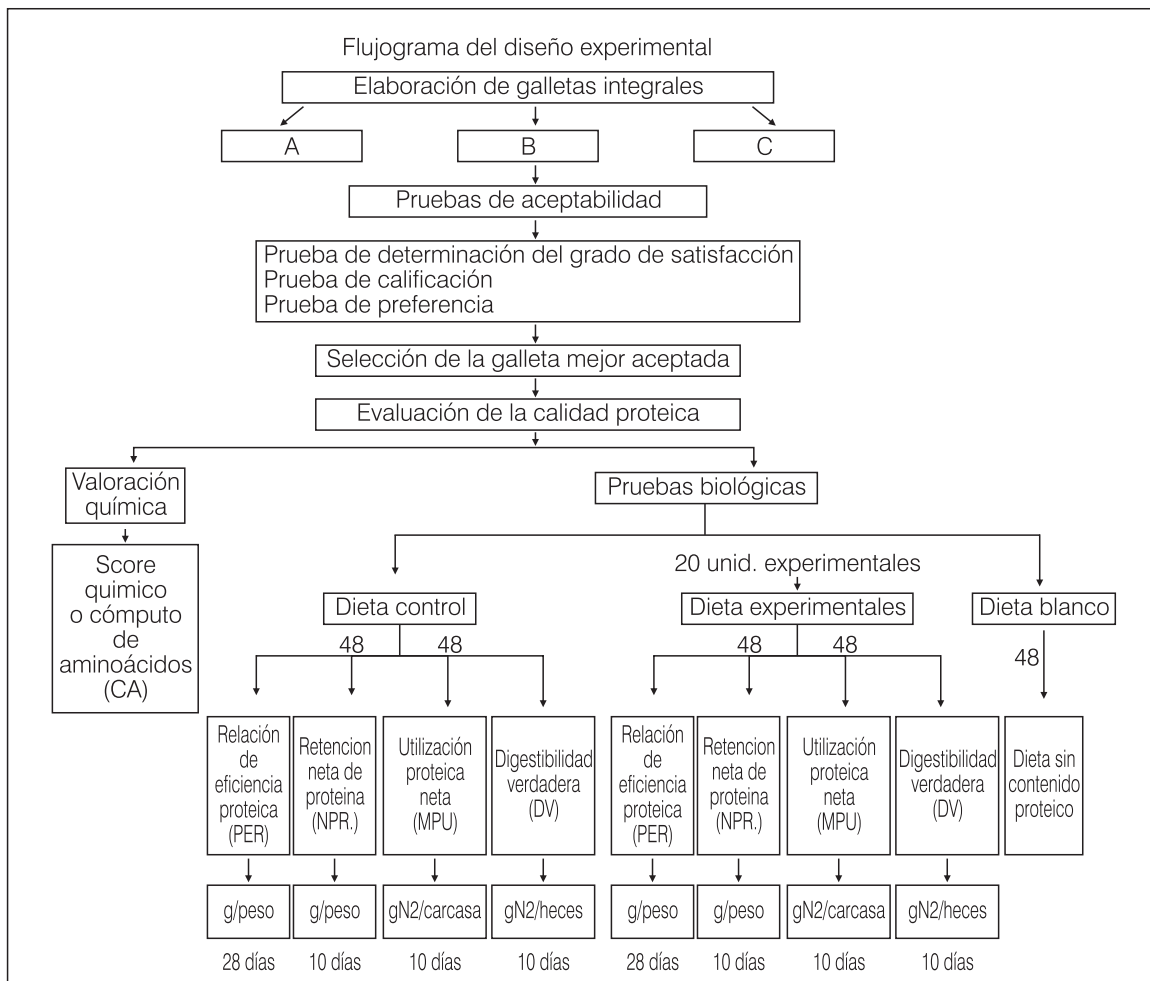 Flujograma del diseño experimental
Elaboración de galletas integrales
A
B
C
Pruebas de aceptabilidad
Prueba de determinación del grado de satisfacción
Prueba de calificación
Prueba de preferencia
Selección de la galleta mejor aceptada
Evaluación de la calidad proteica
Valoración
química
Pruebas biológicas
Score
quimico
o cómputo
de
aminoácidos
(CA)
20 unid. experimentales
Dieta control
Dieta experimentales
Dieta blanco
48
48
48
48
48
Relación
de
eficiencia
proteica
(PER)
Retencion
neta de
proteina
(NPR.)
Utilización
proteica
neta
(MPU)
Digestibilidad
verdadera
(DV)
Relación
de
eficiencia
proteica
(PER)
Retencion
neta de
proteina
(NPR.)
Utilización
proteica
neta
(MPU)
Digestibilidad
verdadera
(DV)
Dieta sin
contenido
proteico
g/peso
g/peso
gN2/carcasa
gN2/heces
g/peso
g/peso
gN2/carcasa
gN2/heces
28 días
10 días
10 días
10 días
28 días
10 días
10 días
10 días